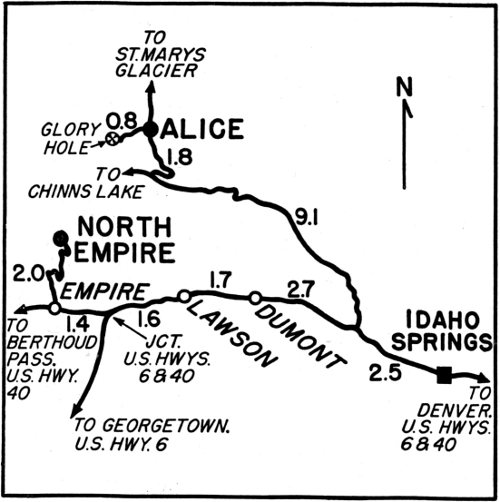 TO
ST. MARYS
GLACIER
N
0.8
ALICE
GLORY
HOLE
1.8
TO
CHINNS LAKE
NORTH
EMPIRE
9.1
2.0
EMPIRE
1.7
2.7
1.4
1.6
LAWSON
DUMONT
IDAHO
SPRINGS
TO
BERTHOUD
PASS.
U.S. HWY.
40
JCT.
U.S. HWYS.
6 & 40
2.5
TO GEORGETOWN.
U.S. HWY. 6
TO
DENVER.
U.S. HWYS.
6 & 40